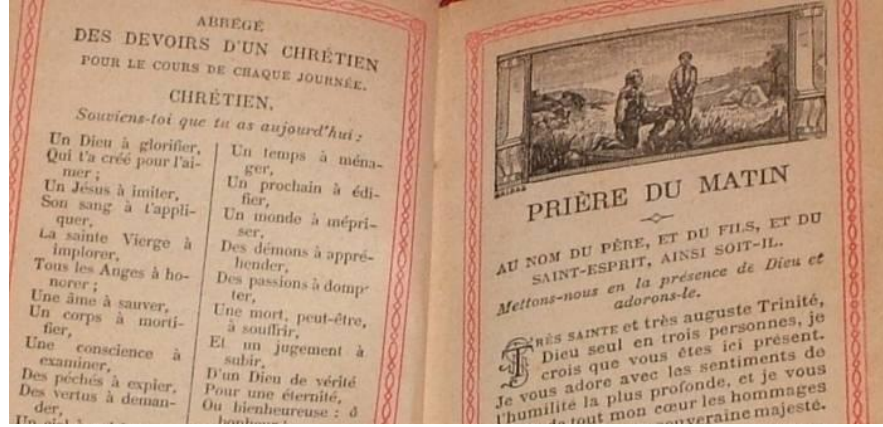 ABRÉGÉ
DES DEVOIRS D'UN CHRÉTIEN
POUR LE COURS DE CHAQUE JOURNÉE.
CHRÉTIEN,
Souviens-toi que tu as aujourd'hui :
Un Dieu à glorifier,
Qui t'a créé pour l'ai-
mer ;
Un Jésus à imiter,
Son sang à t'appli-
quer,
La sainte Vierge à
implorer,
Tous les Anges à ho-
norer ;
Une âme à sauver,
Un corps à morti-
fier,
Une conscience à
examiner,
Des péchés à expier,
Des vertus à deman-
der,
Un ciel à
Un temps à ména-
ger,
Un prochain à édi-
fier,
Un monde à mépri-
ser,
Des démons à appré-
hender,
Des passions à domp-
ter,
Une mort, peut-être,
à souffrir,
Et un jugement à
subir,
D'un Dieu de vérité
Pour une éternité,
Ou bienheureuse : ô
PRIÈRE DU MATIN
AU NOM DU PÈRE, ET DU FILS, ET DU
SAINT-ESPRIT, AINSI SOIT-IL.
Mettons-nous en la présence de Dieu et
adorons-le.
TRÈS SAINTE et très auguste Trinité,
Dieu seul en trois personnes, je
crois que vous êtes ici présent.
Je vous adore avec les sentiments de
l'humilité la plus profonde, et je vous
de tout mon cœur les hommages
souveraine majesté.